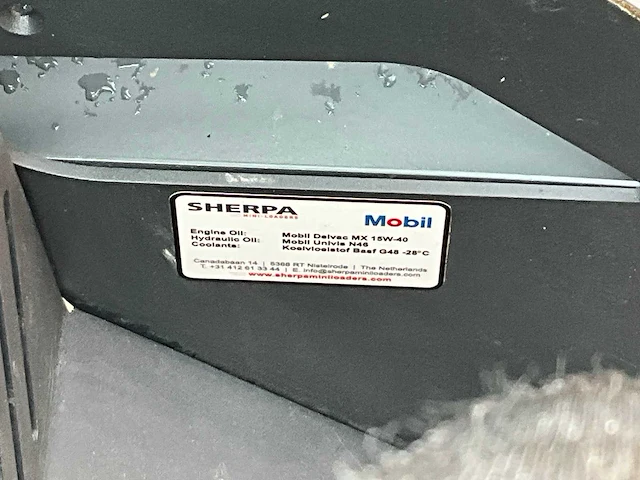 SHERPA
MINI LOADERS
Mobil
Engine Oil: Mobil Delvac MX 15W-40
Hydraulic Oil: Mobil Univis N46
Coolants: Koelvloeistof Basf G48 -28°C
Canadabaan 14 | 5388 RT Nistelrode | The Netherlands
T. +31 412 61 33 44 | E. info@sherpaminiloaders.com
www.sherpaminiloaders.com